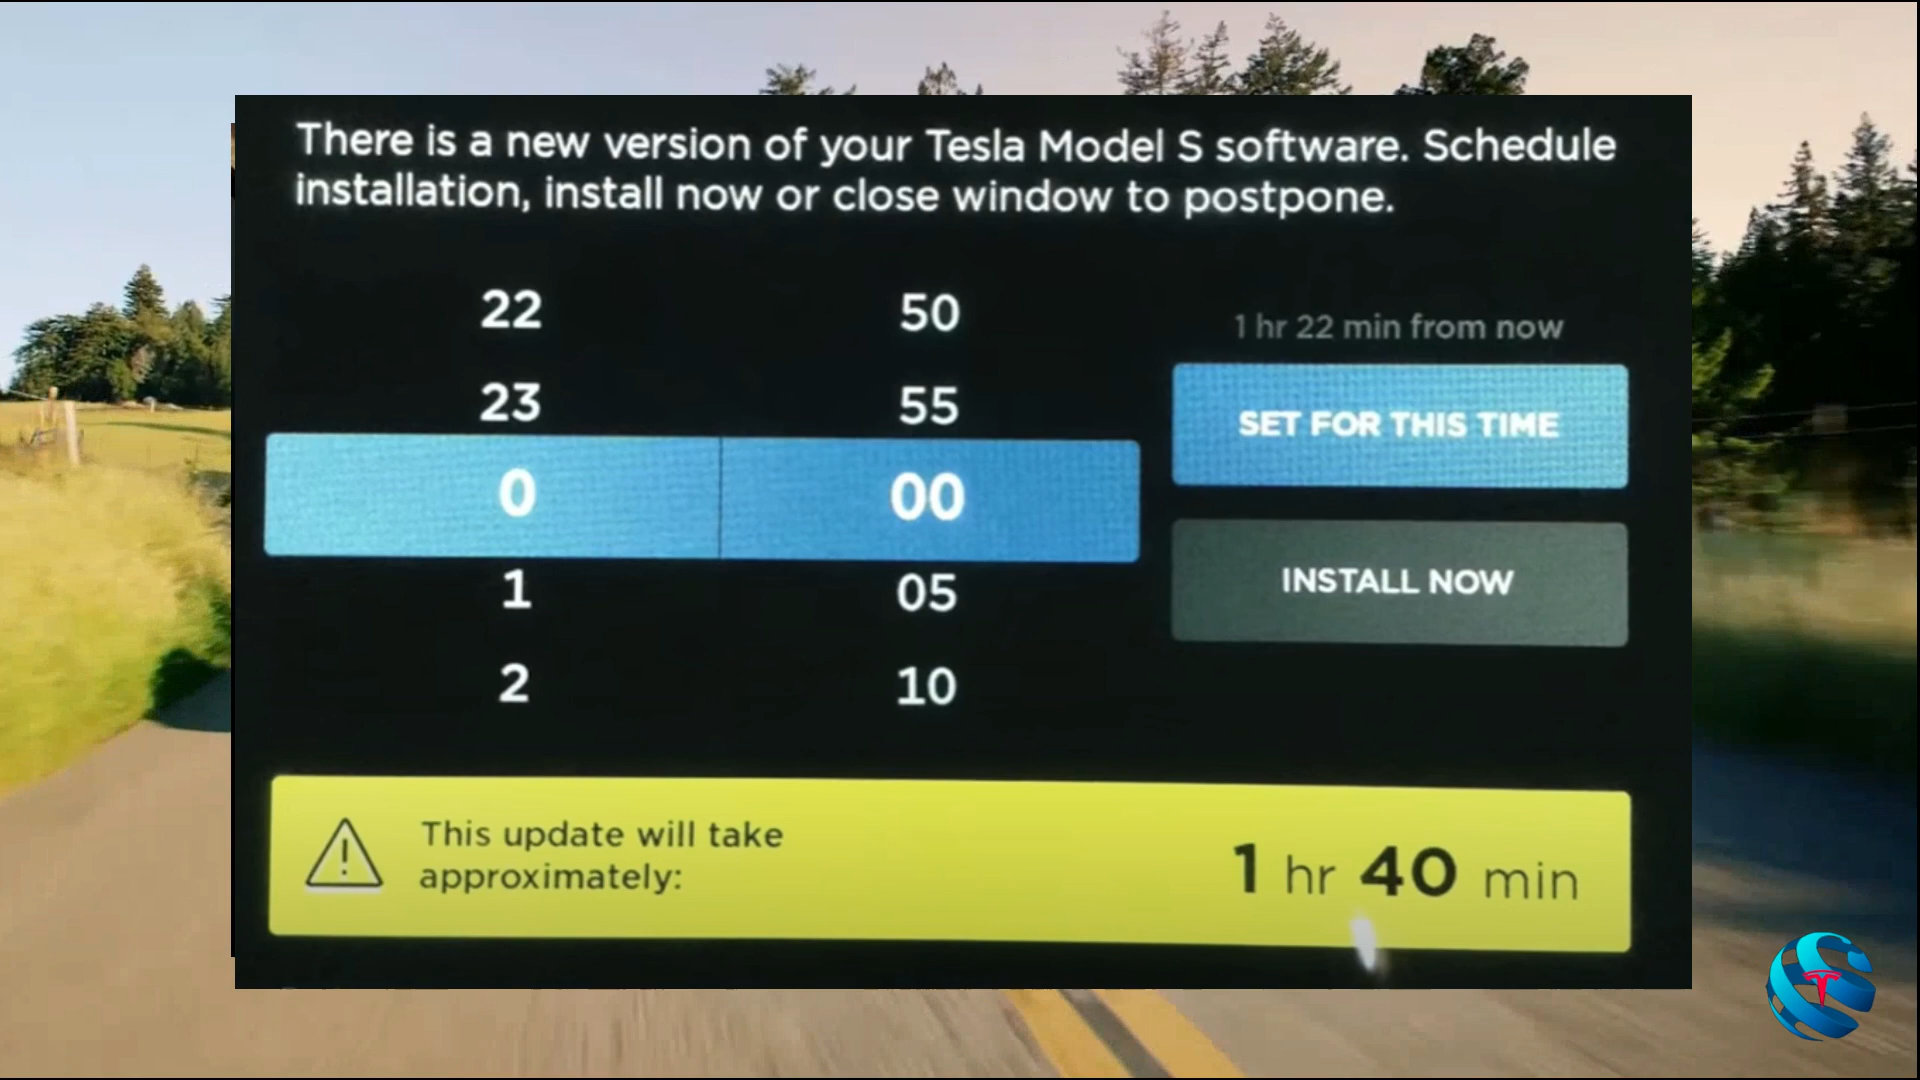 There is a new version of your Tesla Model S software. Schedule
installation, install now or close window to postpone.
22 50
23 55
0 00
1 05
2 10
1 hr 22 min from now
SET FOR THIS TIME
INSTALL NOW
This update will take
approximately:
1 hr 40 min